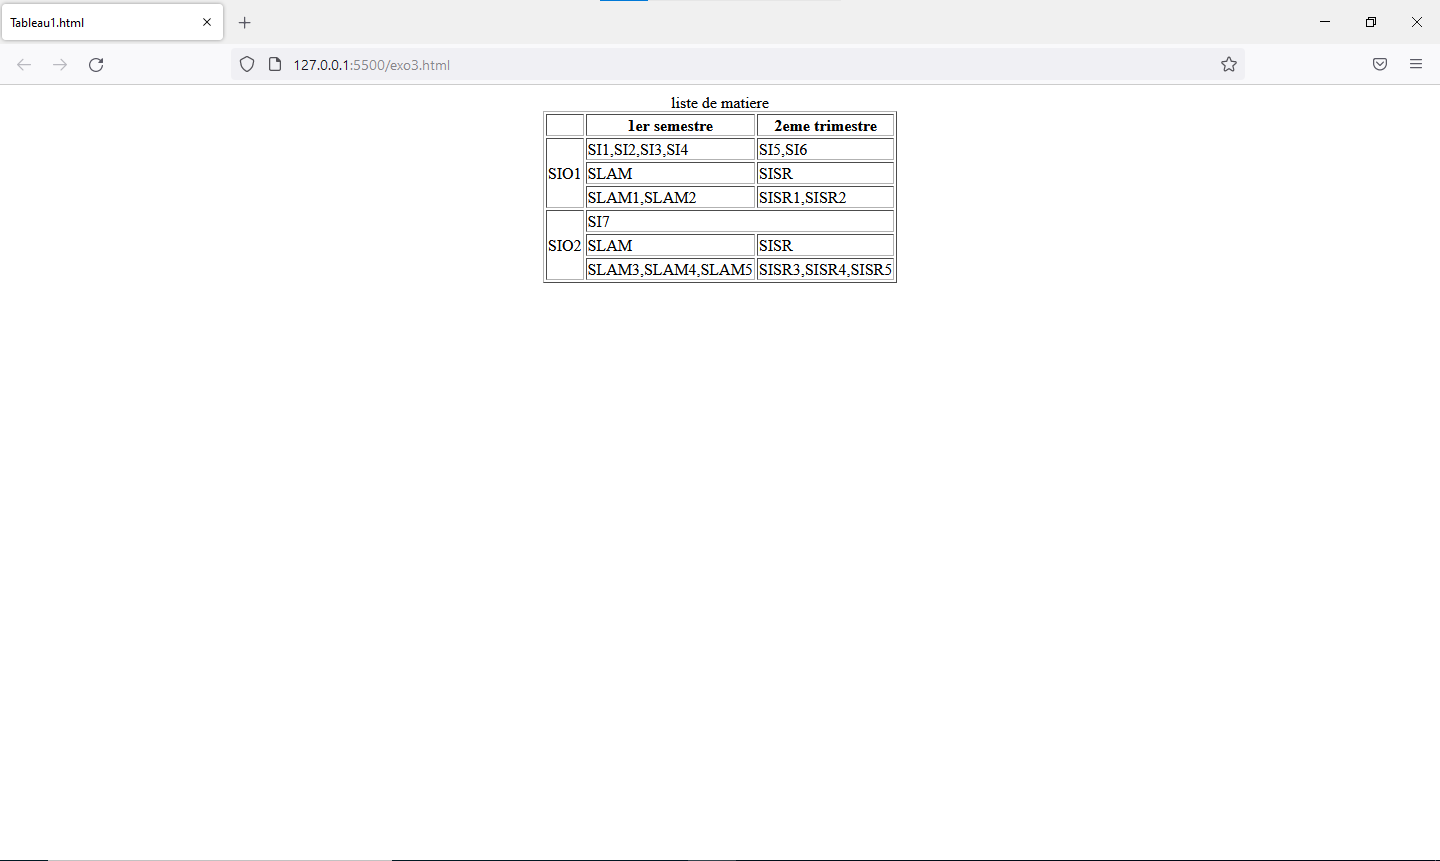 Tableau1.html
127.0.0.1:5500/exo3.html
liste de matiere
1er semestre 2eme trimestre
SI1,SI2,SI3,SI4 SI5,SI6
SIO1 SLAM SISR
SLAM1,SLAM2 SISR1,SISR2
SI7
SIO2 SLAM SISR
SLAM3,SLAM4,SLAM5 SISR3,SISR4,SISR5